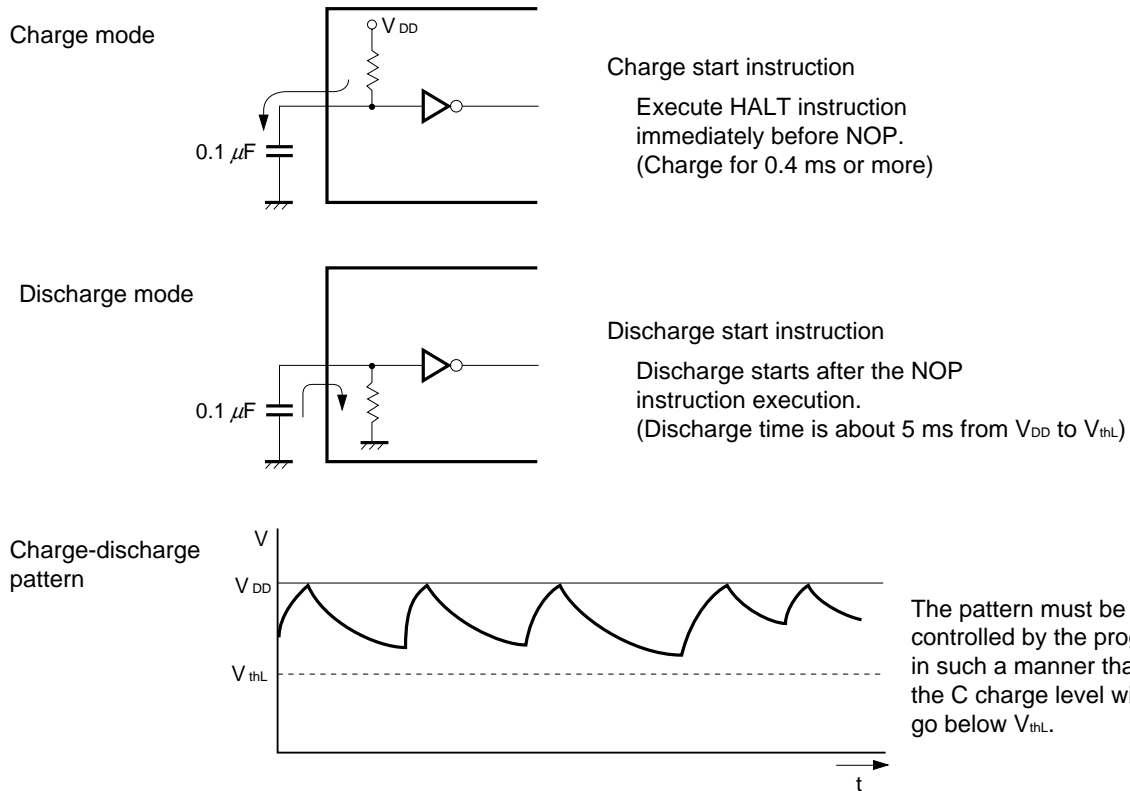 Charge mode
V DD
0.1 μF
Charge start instruction
Execute HALT instruction
immediately before NOP.
(Charge for 0.4 ms or more)
Discharge mode
0.1 μF
Discharge start instruction
Discharge starts after the NOP
instruction execution.
(Discharge time is about 5 ms from VDD to VthL)
Charge-discharge
pattern
V
V DD
V thL
t
The pattern must be
controlled by the
in such a manner
the C charge level
go below VthL.